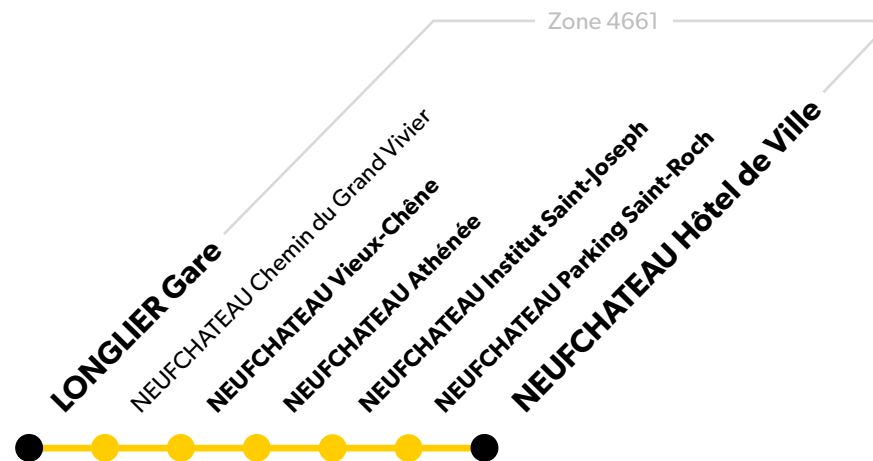 Zone 4661
LONGLIER Gare
NEUFCHATEAU Chemin du Grand Vivier
NEUFCHATEAU Vieux-Chêne
NEUFCHATEAU Athénée
NEUFCHATEAU Institut Saint-Joseph
NEUFCHATEAU Parking Saint-Roch
NEUFCHATEAU Hôtel de Ville